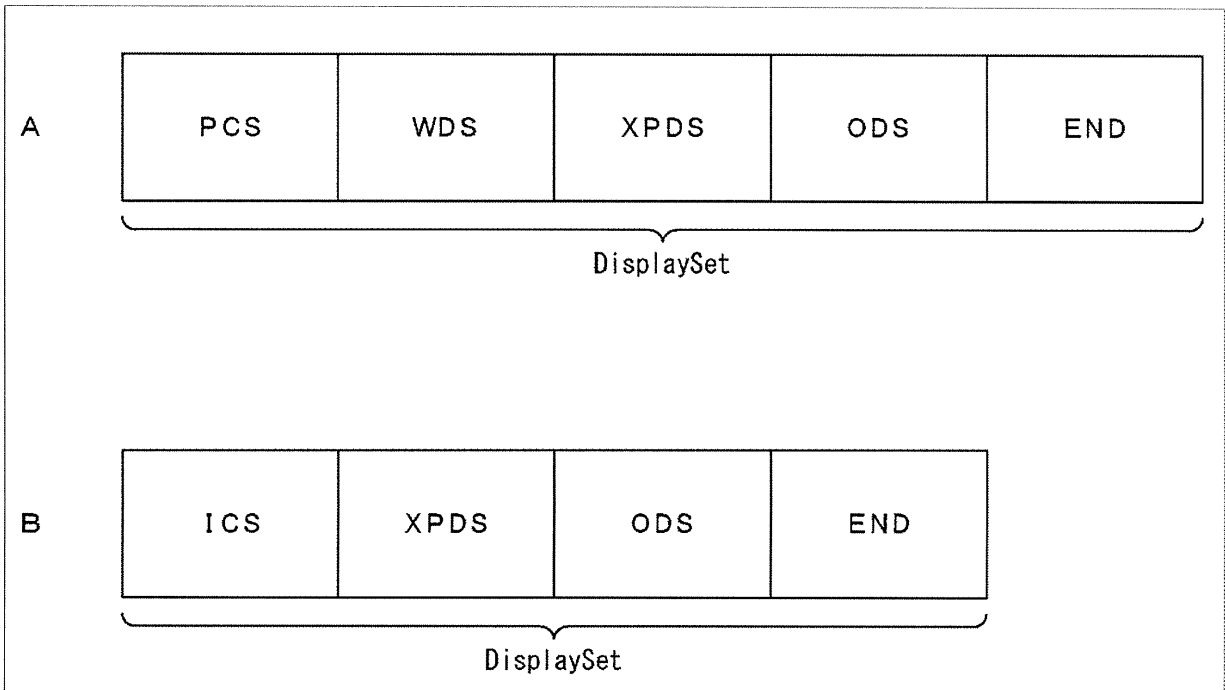 A PCS WDS XPDS ODS END
DisplaySet
B ICS XPDS ODS END
DisplaySet